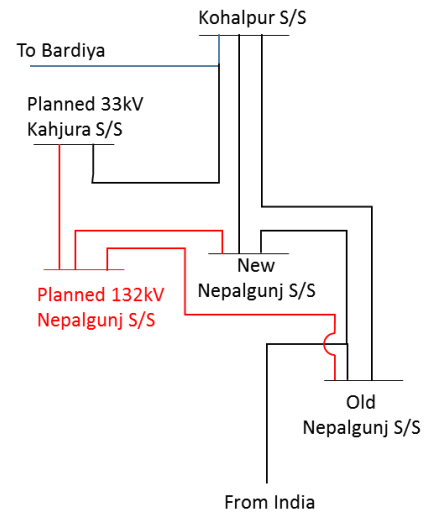 Kohalpur S/S
To Bardiya
Planned 33kV
Kahjura S/S
New
Nepalgunj S/S
Planned 132kV
Nepalgunj S/S
Old
Nepalgunj S/S
From India